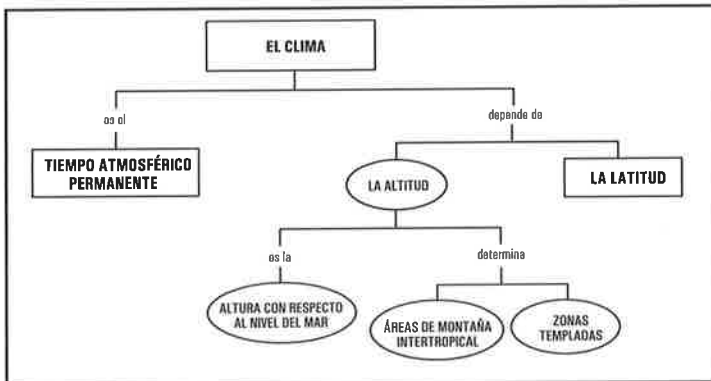 EL CLIMA
es el
depende de
TIEMPO ATMOSFÉRICO
PERMANENTE
LA ALTITUD
LA LATITUD
es la
determina
ALTURA CON RESPECTO
AL NIVEL DEL MAR
ÁREAS DE MONTAÑA
INTERTROPICAL
ZONAS
TEMPLADAS